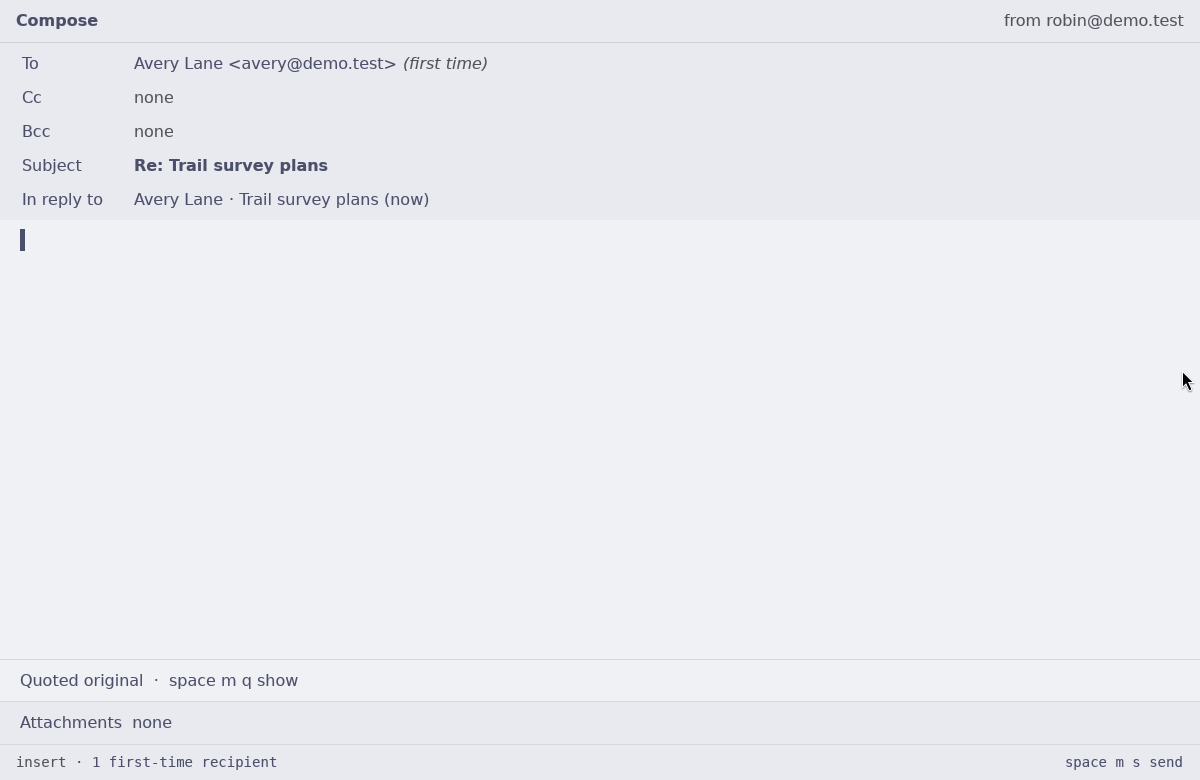 Compose from robin@demo.test
To Avery Lane <avery@demo.test> (first time)
Cc none
Bcc none
Subject Re: Trail survey plans
In reply to Avery Lane · Trail survey plans (now)
Quoted original · space m q show
Attachments none
insert · 1 first-time recipient space m s send